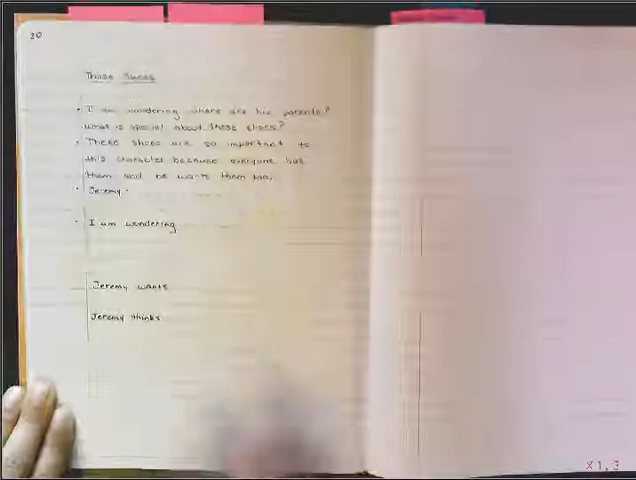 20
Those Shoes
• I am wondering where are his parents?
What is special about these shoes?
• These shoes are so important to
this character because everyone has
them and he wants them too.
• Jeremy
• I am wondering
Jeremy wants
Jeremy thinks
X1.3